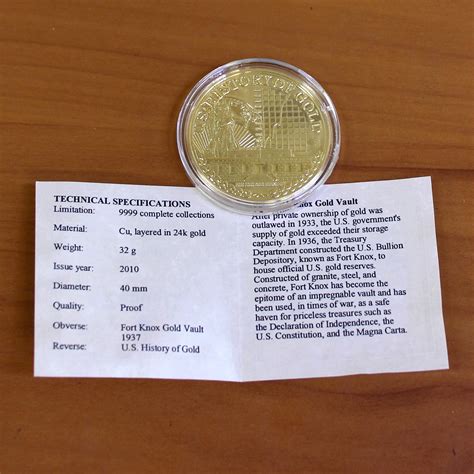 S. HISTORY OF GOLD
TECHNICAL SPECIFICATIONS
Limitation: 9999 complete collections
Material: Cu, layered in 24k gold
Weight: 32 g
Issue year: 2010
Diameter: 40 mm
Quality: Proof
Obverse: Fort Knox Gold Vault
1937
Reverse: U.S. History of Gold
Knox Gold Vault
After private ownership of gold was
outlawed in 1933, the U.S. government's
supply of gold exceeded their storage
capacity. In 1936, the Treasury
Department constructed the U.S. Bullion
Depository, known as Fort Knox, to
house official U.S. gold reserves.
Constructed of granite, steel, and
concrete, Fort Knox has become the
epitome of an impregnable vault and has
been used, in times of war, as a safe
haven for priceless treasures such as
the Declaration of Independence, the
U.S. Constitution, and the Magna Carta.